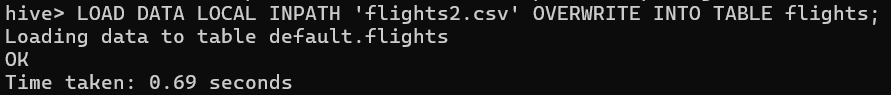 hive> LOAD DATA LOCAL INPATH 'flights2.csv' OVERWRITE INTO TABLE flights;
Loading data to table default.flights
OK
Time taken: 0.69 seconds